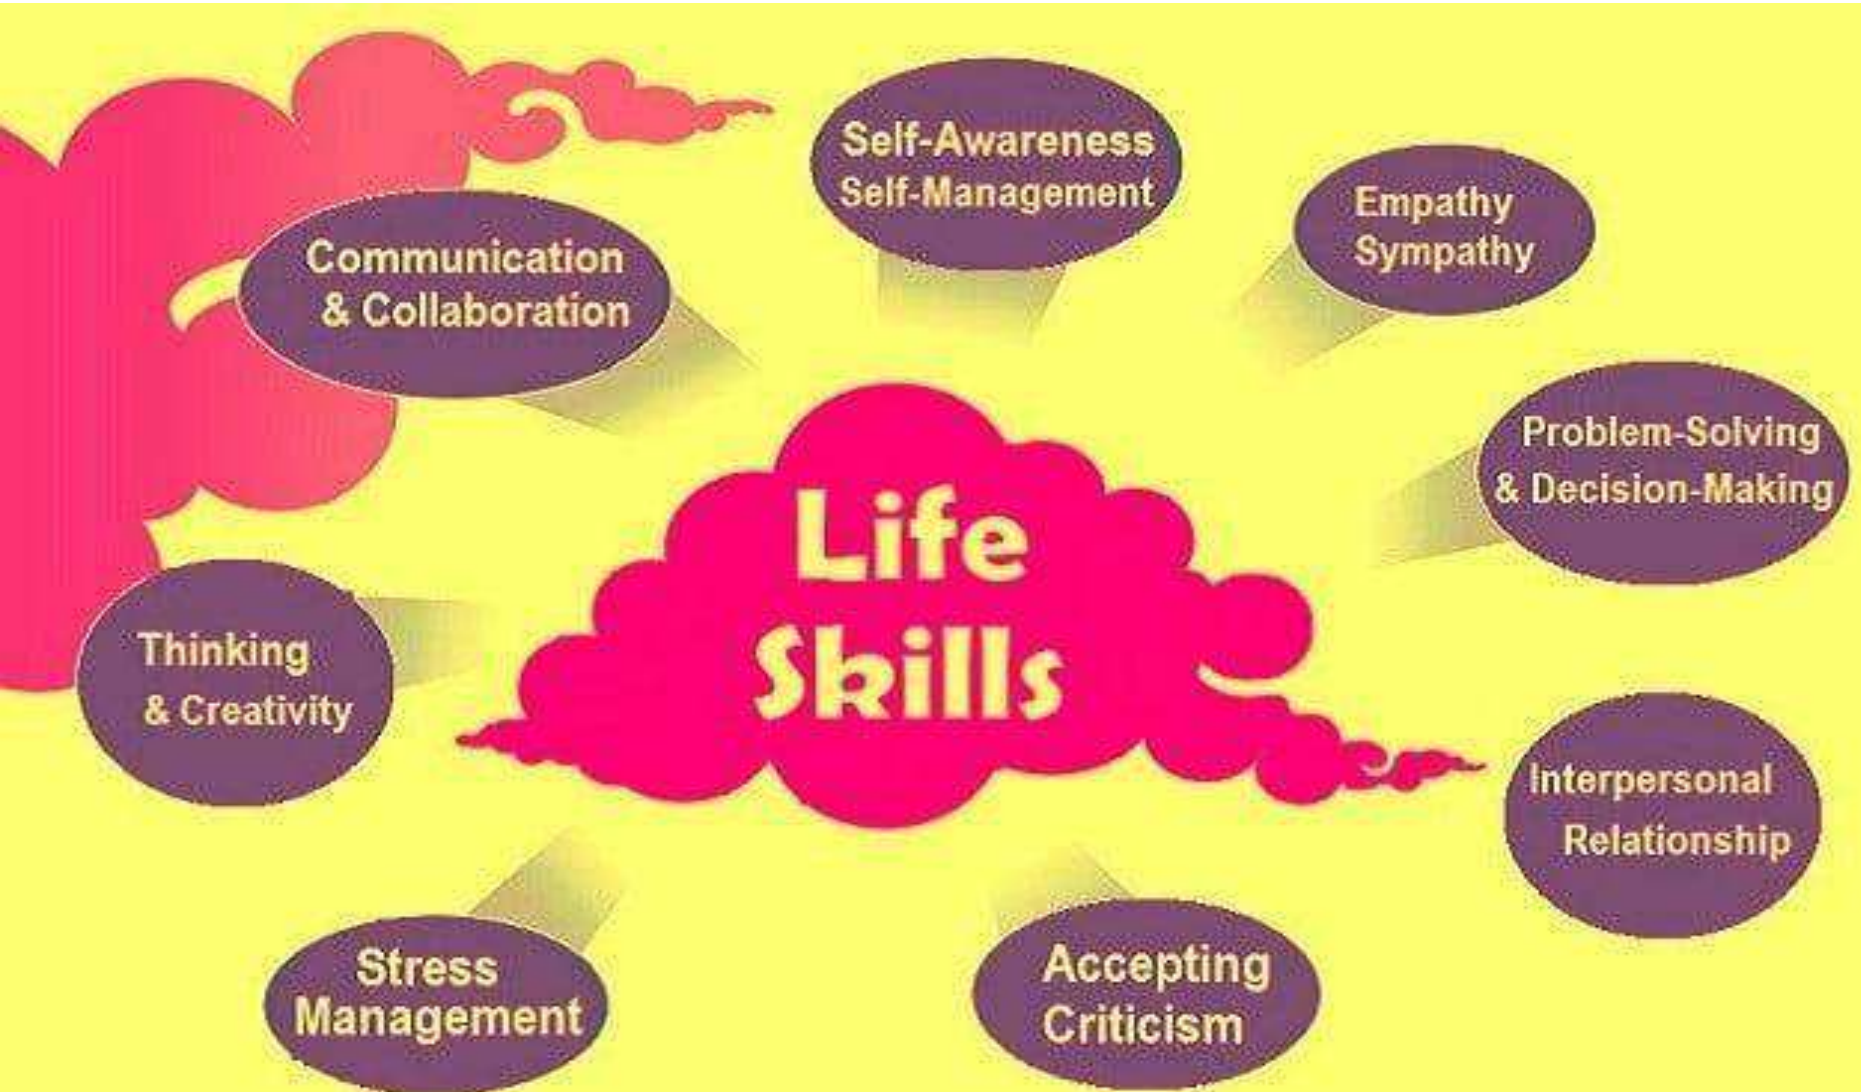 Self-Awareness
Self-Management
Empathy
Sympathy
Communication
& Collaboration
Problem-Solving
& Decision-Making
Life
Skills
Thinking
& Creativity
Interpersonal
Relationship
Stress
Management
Accepting
Criticism